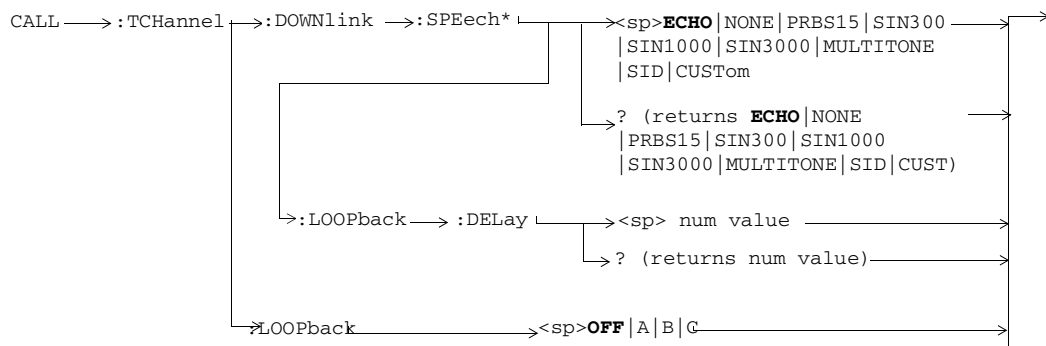 CALL :TCHannel :DOWNlink :SPEech* <sp>ECHO|NONE|PRBS15|SIN300
|SIN1000|SIN3000|MULTITONE
|SID|CUSTom
? (returns ECHO|NONE
|PRBS15|SIN300|SIN1000
|SIN3000|MULTITONE|SID|CUST)
:LOOPback :DELay <sp> num value
? (returns num value)
:LOOPback <sp>OFF|A|B|C